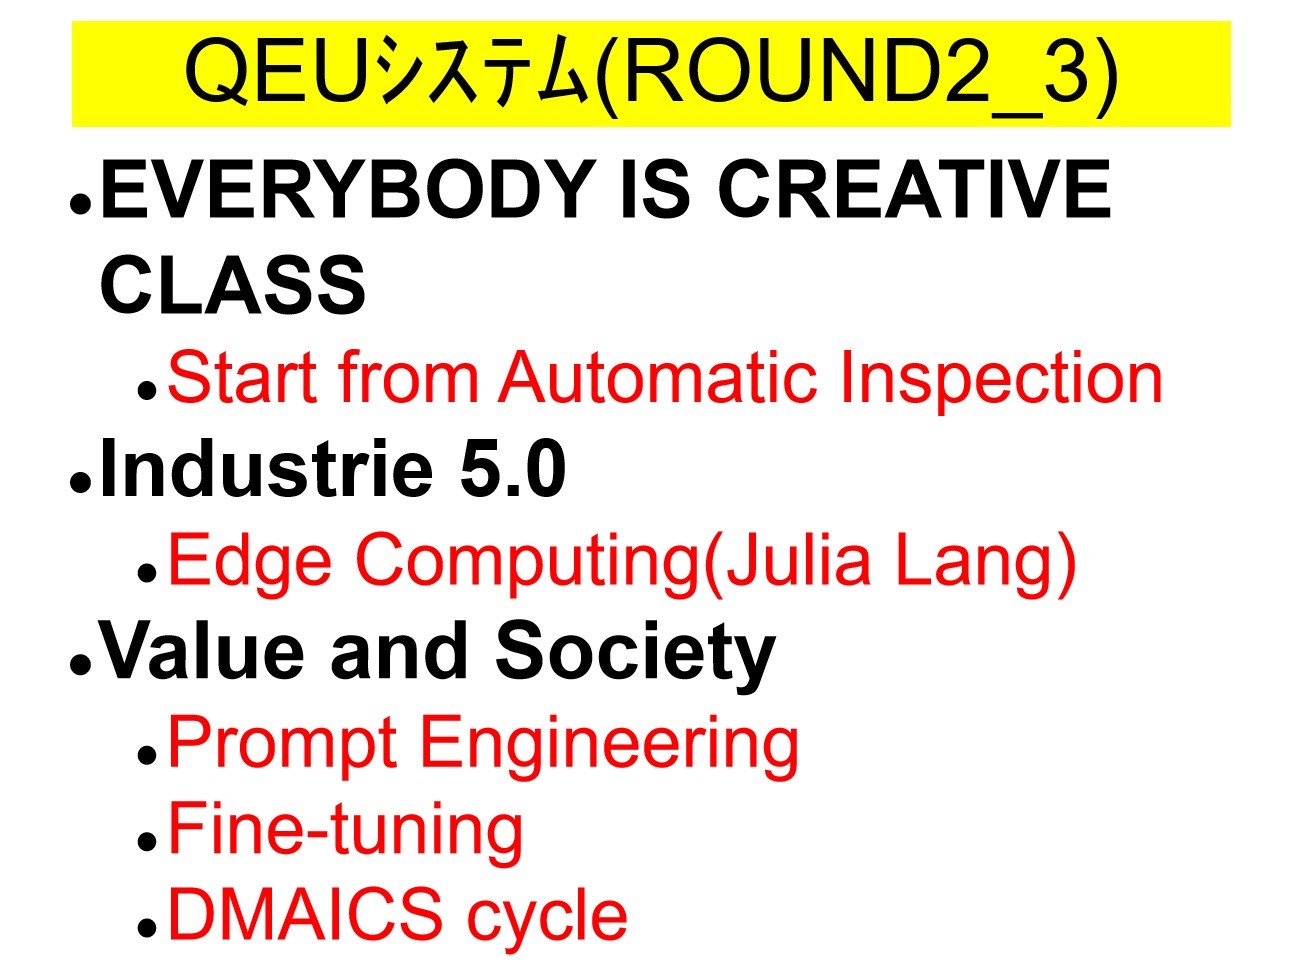 QEUシステム(ROUND2_3)
●EVERYBODY IS CREATIVE
CLASS
●Start from Automatic Inspection
●Industrie 5.0
●Edge Computing(Julia Lang)
●Value and Society
●Prompt Engineering
●Fine-tuning
●DMAICS cycle